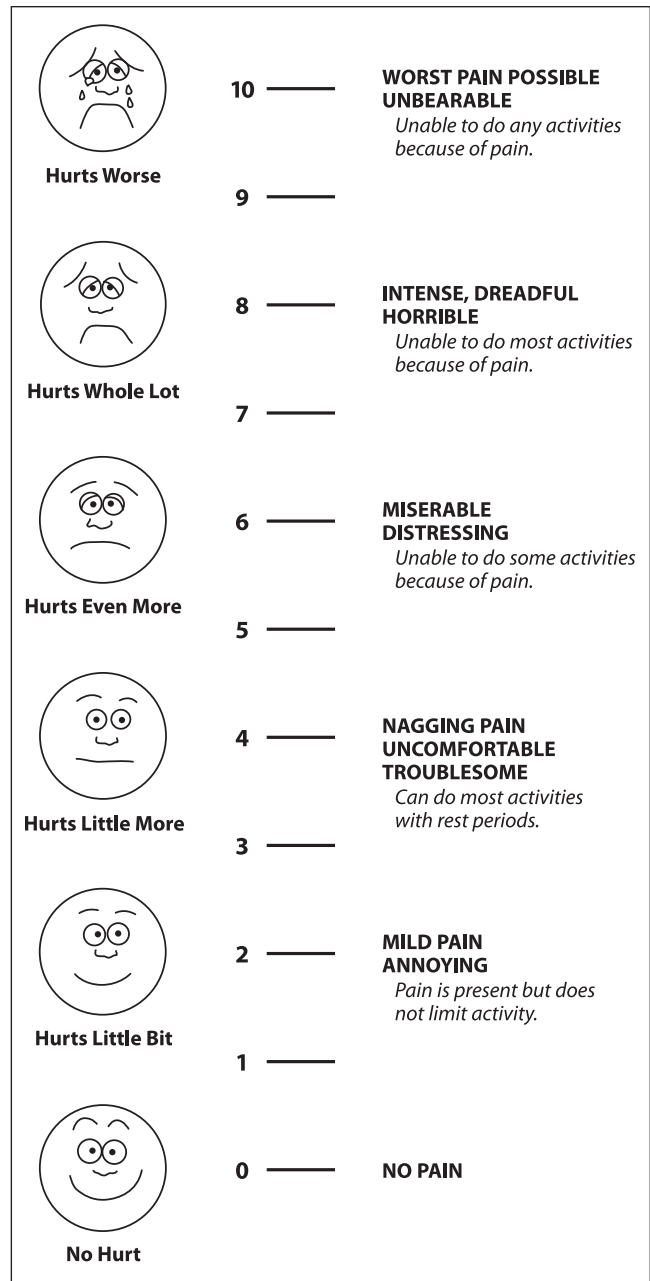 10
WORST PAIN POSSIBLE
UNBEARABLE
Unable to do any activities
because of pain.
Hurts Worse
9
8
INTENSE, DREADFUL
HORRIBLE
Unable to do most activities
because of pain.
Hurts Whole Lot
7
6
MISERABLE
DISTRESSING
Unable to do some activities
because of pain.
Hurts Even More
5
4
NAGGING PAIN
UNCOMFORTABLE
TROUBLESOME
Can do most activities
with rest periods.
Hurts Little More
3
2
MILD PAIN
ANNOYING
Pain is present but does
not limit activity.
Hurts Little Bit
1
0
NO PAIN
No Hurt